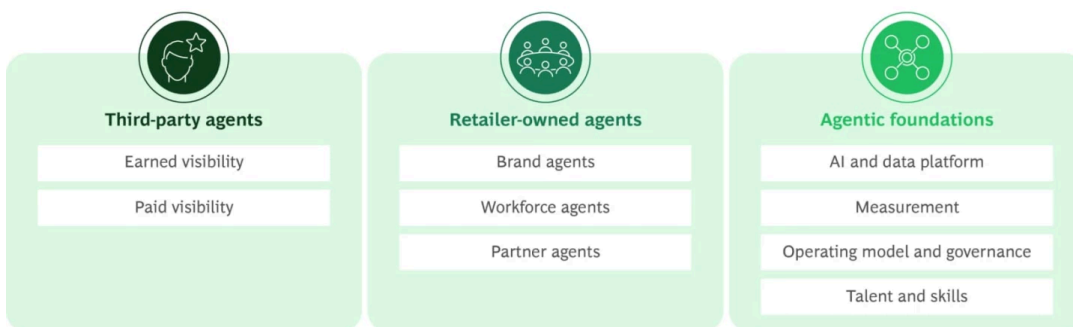 Third-party agents
Earned visibility
Paid visibility
Retailer-owned agents
Brand agents
Workforce agents
Partner agents
Agentic foundations
AI and data platform
Measurement
Operating model and governance
Talent and skills